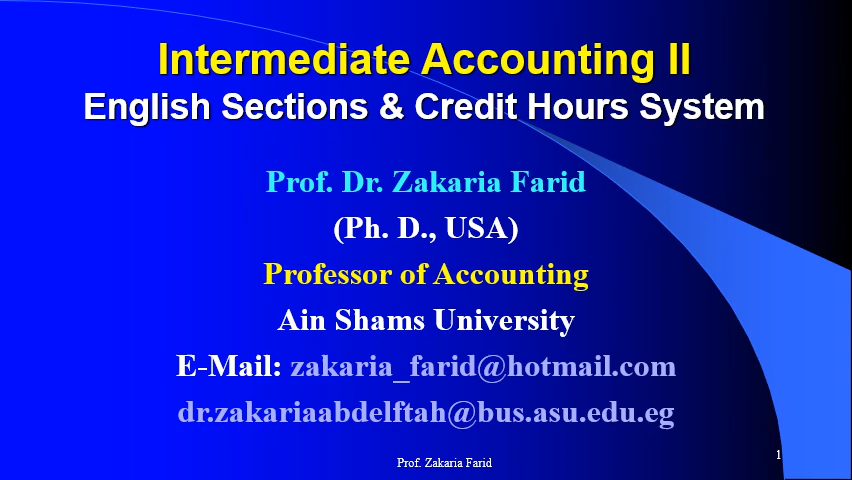 Intermediate Accounting II
English Sections & Credit Hours System
Prof. Dr. Zakaria Farid
(Ph. D., USA)
Professor of Accounting
Ain Shams University
E-Mail: zakaria_farid@hotmail.com
dr.zakariaabdelftah@bus.asu.edu.eg
Prof. Zakaria Farid
1